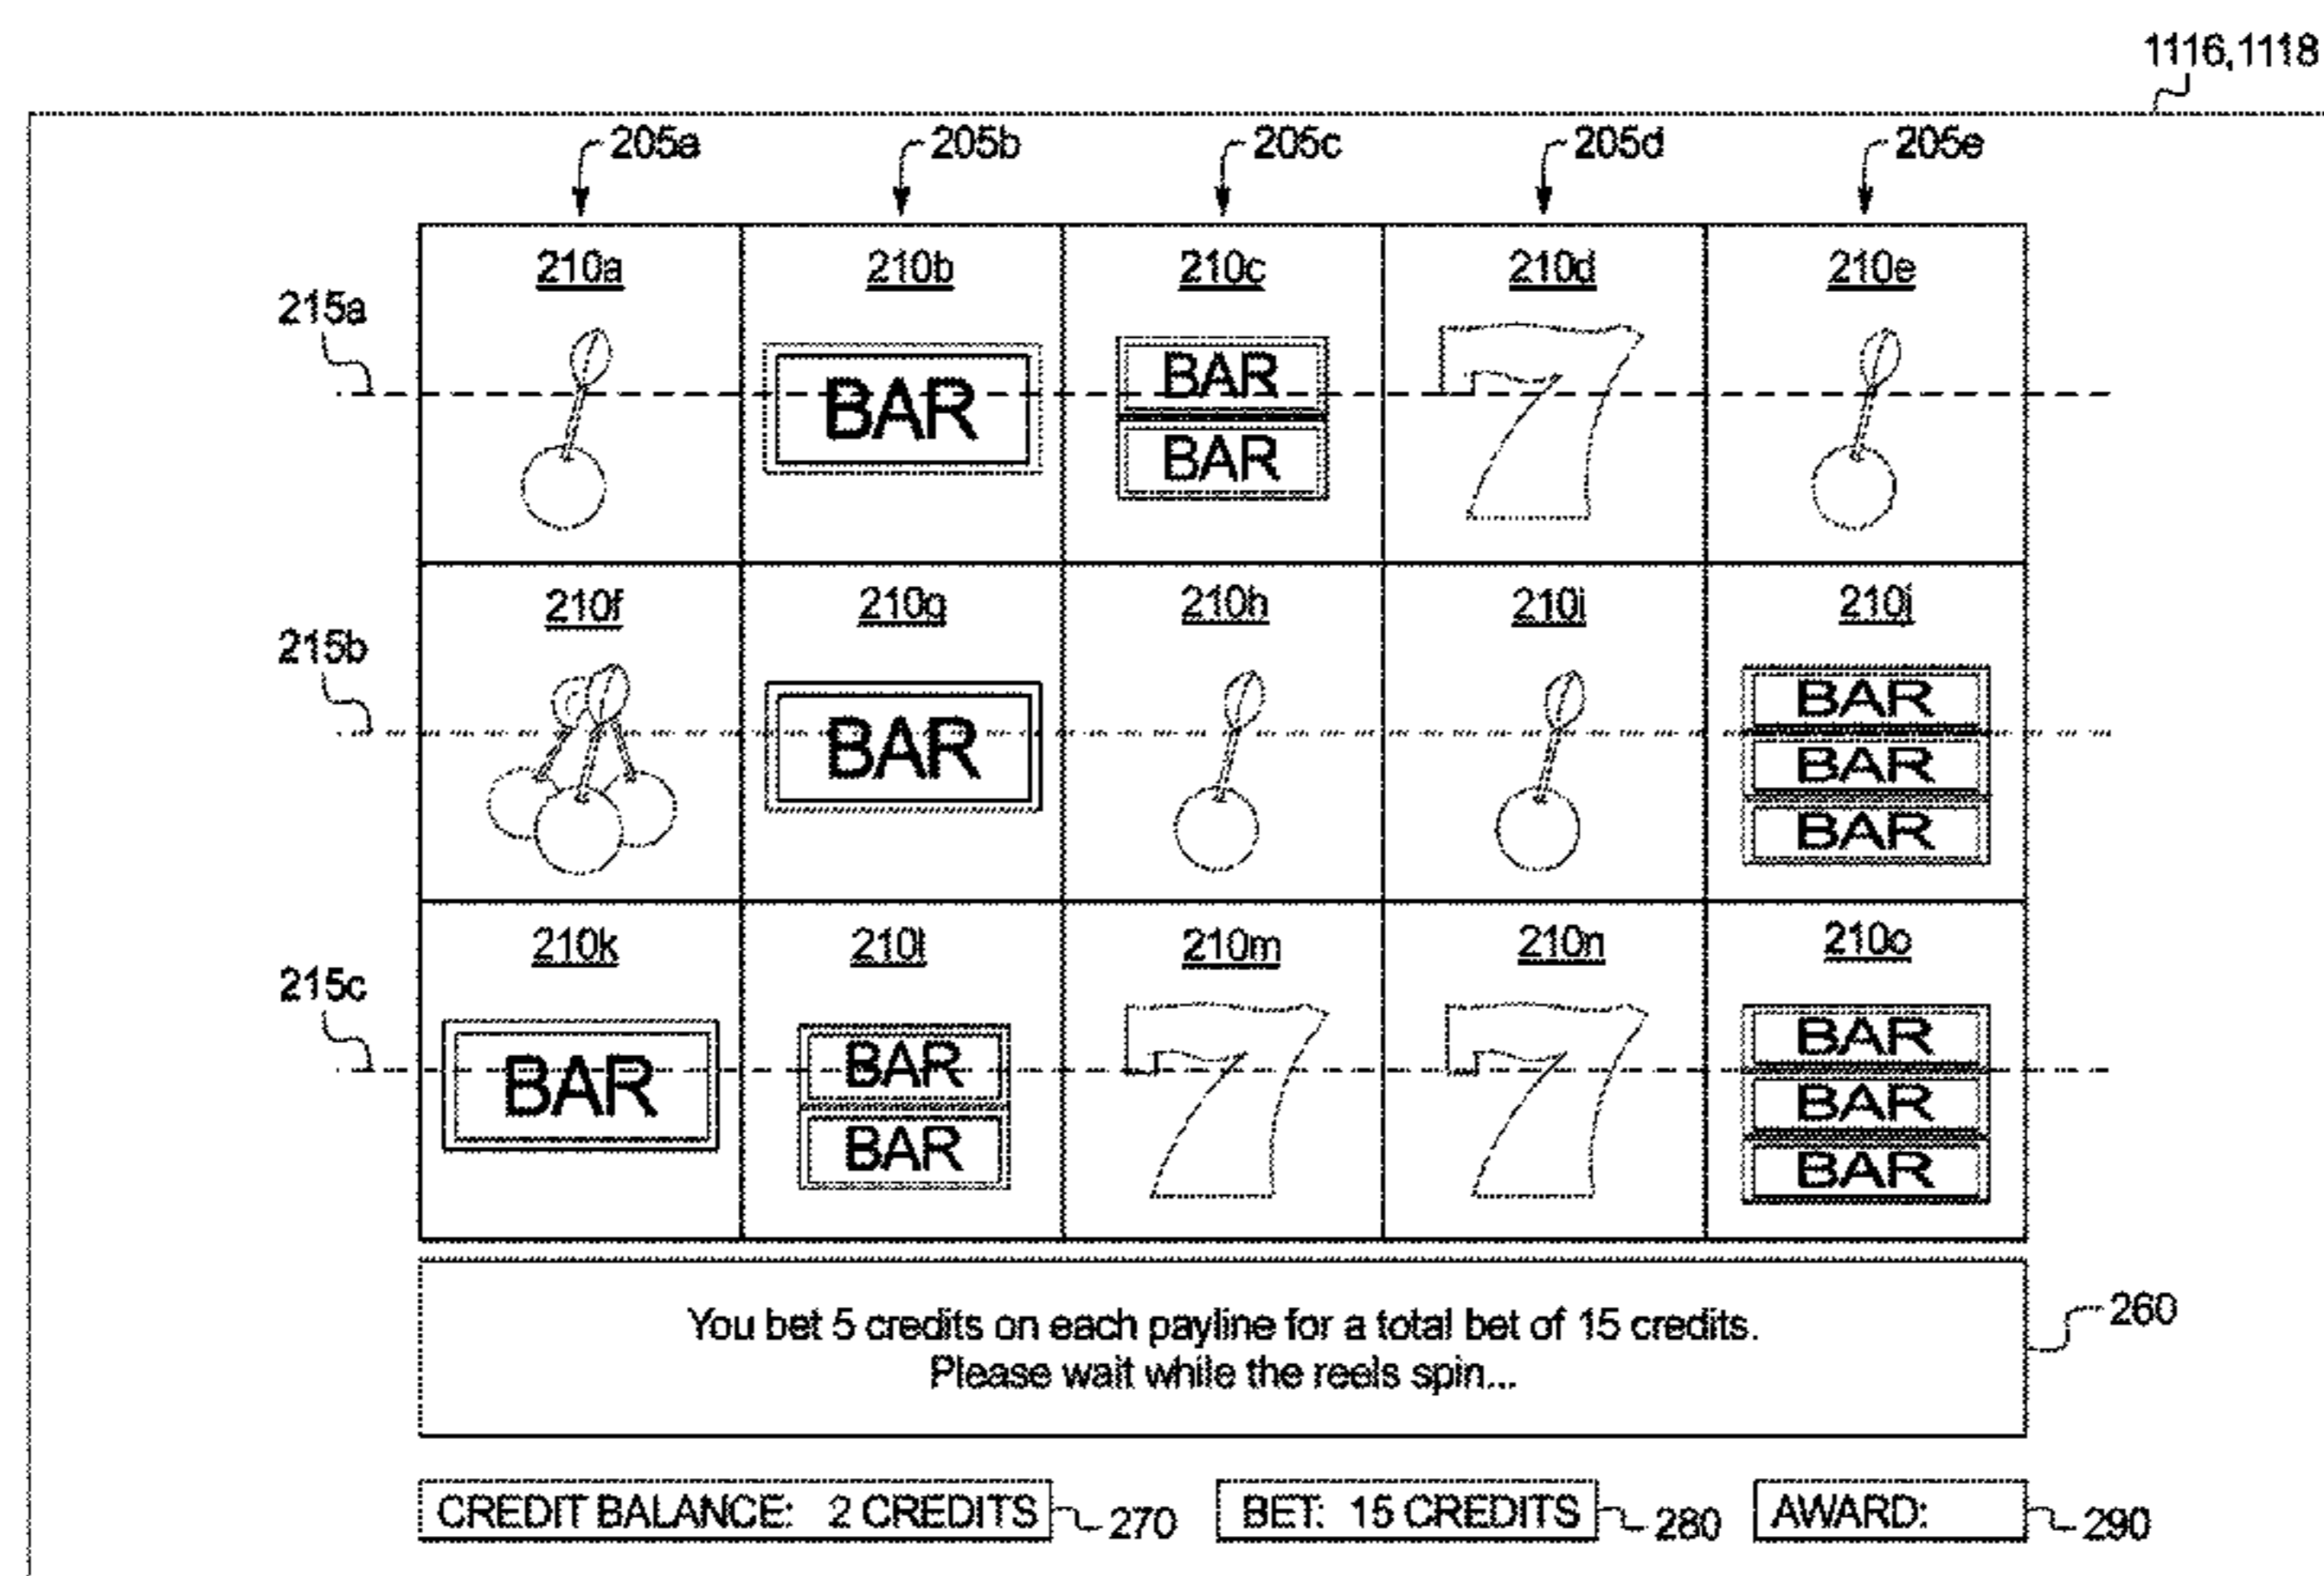 1116,1118
205a 205b 205c 205d 205e
210a 210b 210c 210d 210e
215a
BAR BAR
BAR
210f 210g 210h 210i 210j
215b
BAR BAR
BAR
BAR
210k 210l 210m 210n 210o
215c
BAR BAR BAR
BAR BAR
BAR
You bet 5 credits on each payline for a total bet of 15 credits.
Please wait while the reels spin...
260
CREDIT BALANCE: 2 CREDITS 270 BET: 15 CREDITS 280 AWARD: 290